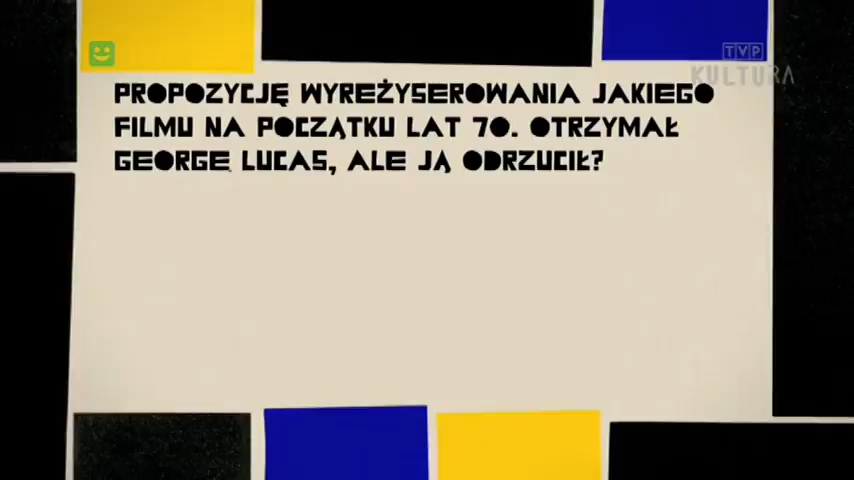 TVP
KULTURA
PROPOZYCJĘ WYREŻYSEROWANIA JAKIEGO
FILMU NA POCZĄTKU LAT 70. OTRZYMAŁ
GEORGE LUCAS, ALE JĄ ODRZUCIŁ?